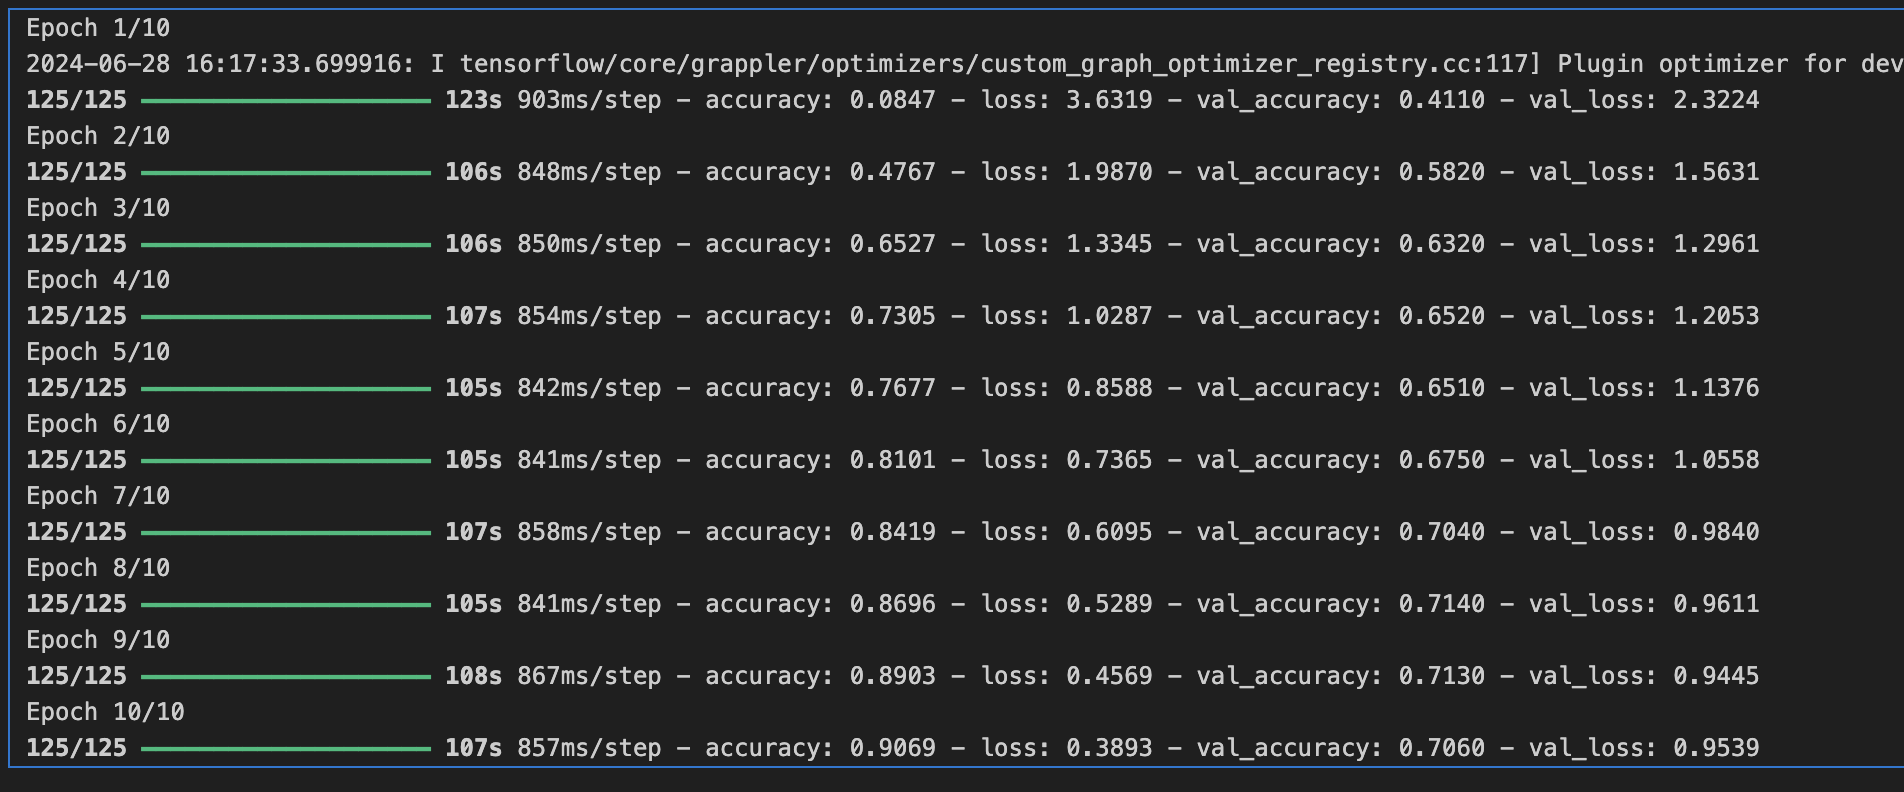 Epoch 1/10
2024-06-28 16:17:33.699916: I tensorflow/core/grappler/optimizers/custom_graph_optimizer_registry.cc:117] Plugin optimizer for dev
125/125 ━━━━━━━━━━━━━━━━━━━━ 123s 903ms/step - accuracy: 0.0847 - loss: 3.6319 - val_accuracy: 0.4110 - val_loss: 2.3224
Epoch 2/10
125/125 ━━━━━━━━━━━━━━━━━━━━ 106s 848ms/step - accuracy: 0.4767 - loss: 1.9870 - val_accuracy: 0.5820 - val_loss: 1.5631
Epoch 3/10
125/125 ━━━━━━━━━━━━━━━━━━━━ 106s 850ms/step - accuracy: 0.6527 - loss: 1.3345 - val_accuracy: 0.6320 - val_loss: 1.2961
Epoch 4/10
125/125 ━━━━━━━━━━━━━━━━━━━━ 107s 854ms/step - accuracy: 0.7305 - loss: 1.0287 - val_accuracy: 0.6520 - val_loss: 1.2053
Epoch 5/10
125/125 ━━━━━━━━━━━━━━━━━━━━ 105s 842ms/step - accuracy: 0.7677 - loss: 0.8588 - val_accuracy: 0.6510 - val_loss: 1.1376
Epoch 6/10
125/125 ━━━━━━━━━━━━━━━━━━━━ 105s 841ms/step - accuracy: 0.8101 - loss: 0.7365 - val_accuracy: 0.6750 - val_loss: 1.0558
Epoch 7/10
125/125 ━━━━━━━━━━━━━━━━━━━━ 107s 858ms/step - accuracy: 0.8419 - loss: 0.6095 - val_accuracy: 0.7040 - val_loss: 0.9840
Epoch 8/10
125/125 ━━━━━━━━━━━━━━━━━━━━ 105s 841ms/step - accuracy: 0.8696 - loss: 0.5289 - val_accuracy: 0.7140 - val_loss: 0.9611
Epoch 9/10
125/125 ━━━━━━━━━━━━━━━━━━━━ 108s 867ms/step - accuracy: 0.8903 - loss: 0.4569 - val_accuracy: 0.7130 - val_loss: 0.9445
Epoch 10/10
125/125 ━━━━━━━━━━━━━━━━━━━━ 107s 857ms/step - accuracy: 0.9069 - loss: 0.3893 - val_accuracy: 0.7060 - val_loss: 0.9539